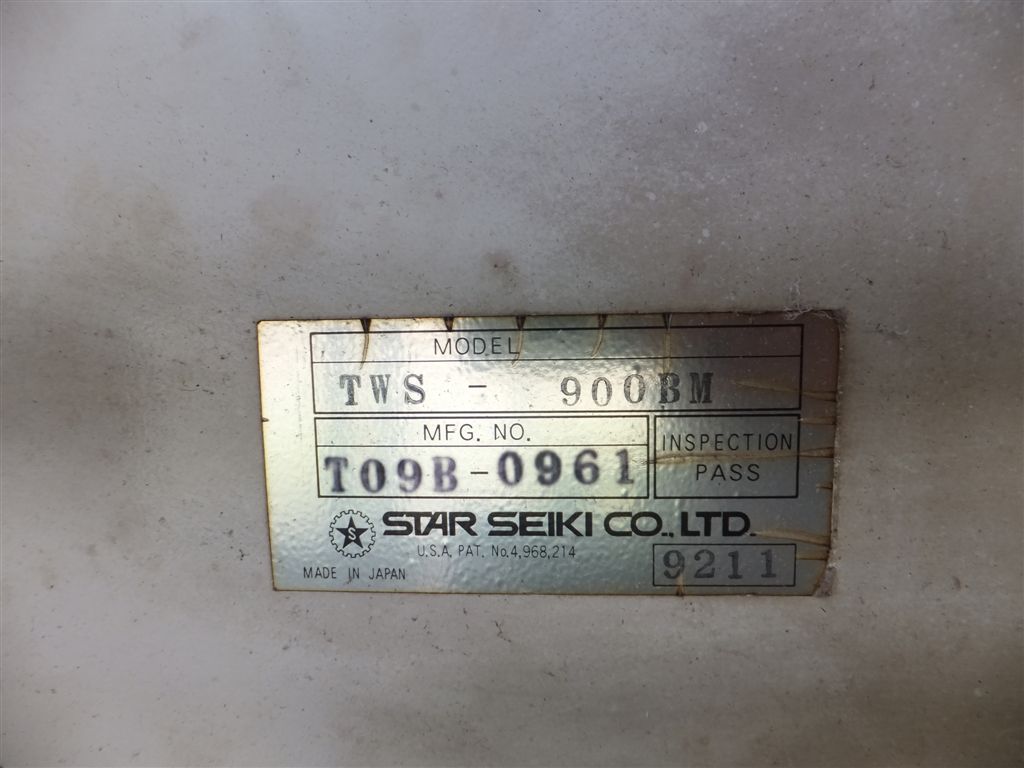 MODEL
TWS - 900BM
MFG. NO.
T09B-0961
INSPECTION
PASS
S
STAR SEIKI CO., LTD.
U.S.A. PAT. No.4,968,214
MADE IN JAPAN
9211